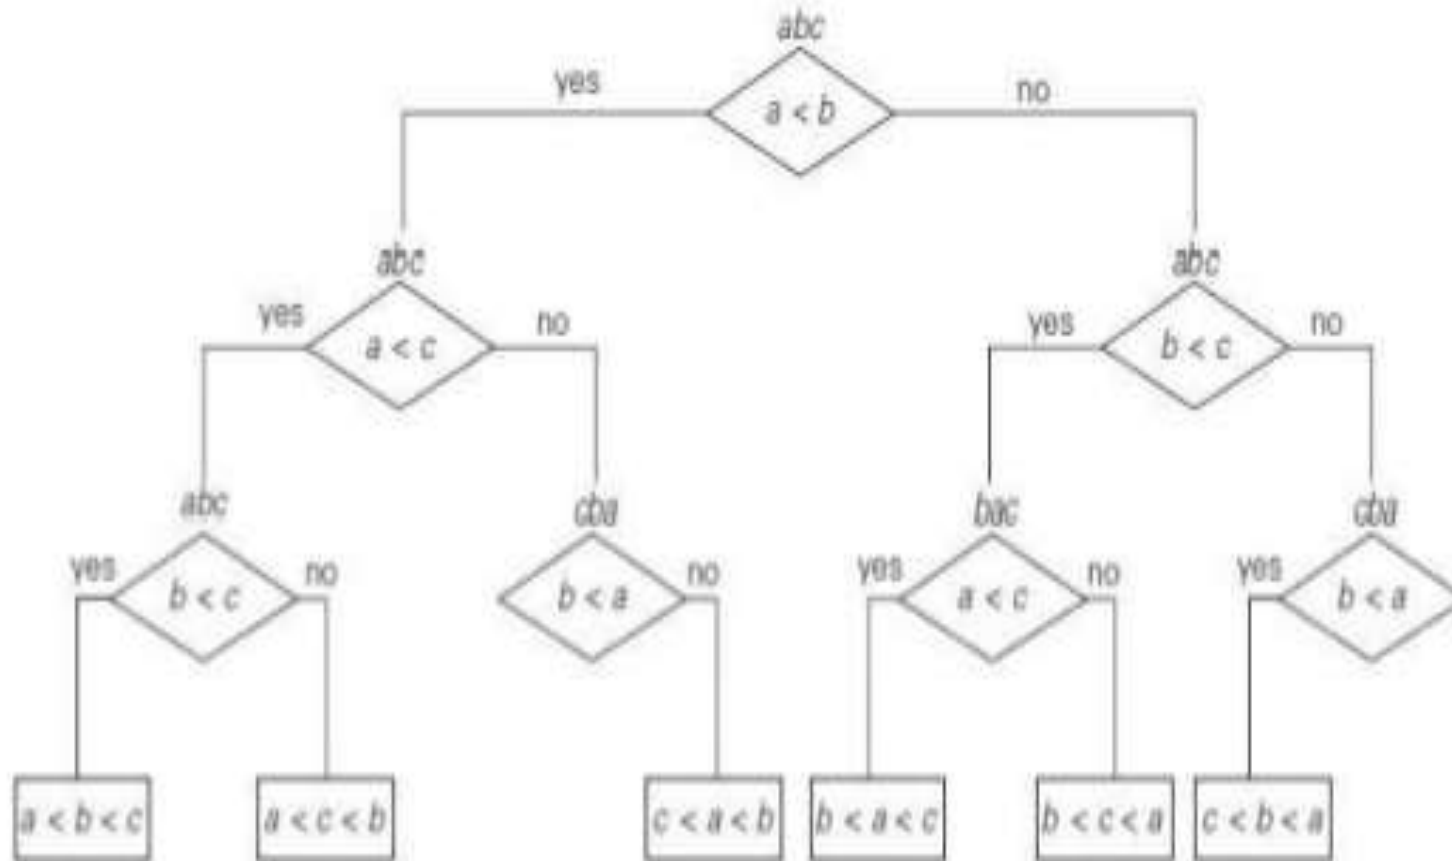 abc
yes
a < b
no
abc
abc
yes
a < c
no
yes
b < c
no
abc
cba
bac
cba
yes
b < c
no
b < a
no
yes
a < c
no
yes
b < a
a < b < c
a < c < b
c < a < b
b < a < c
b < c < a
c < b < a